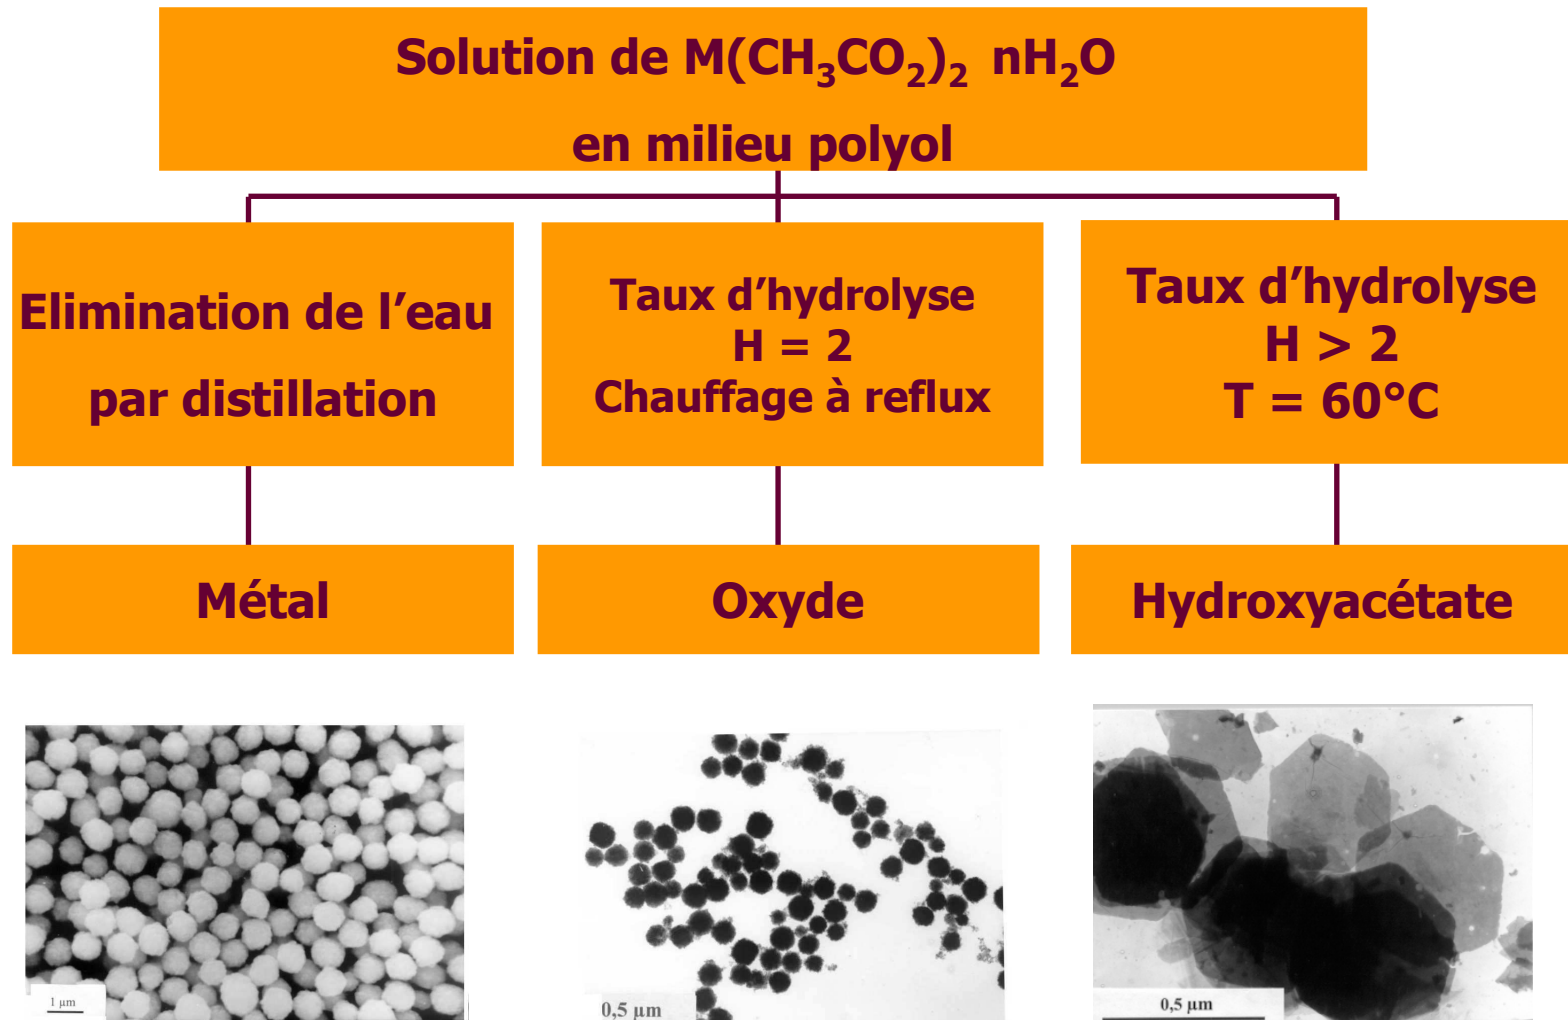 Solution de M(CH₃CO₂)₂ nH₂O
en milieu polyol
Elimination de l’eau
par distillation
Taux d’hydrolyse
H = 2
Chauffage à reflux
Taux d’hydrolyse
H > 2
T = 60°C
Métal
Oxyde
Hydroxyacétate
1 µm
0,5 µm
0,5 µm